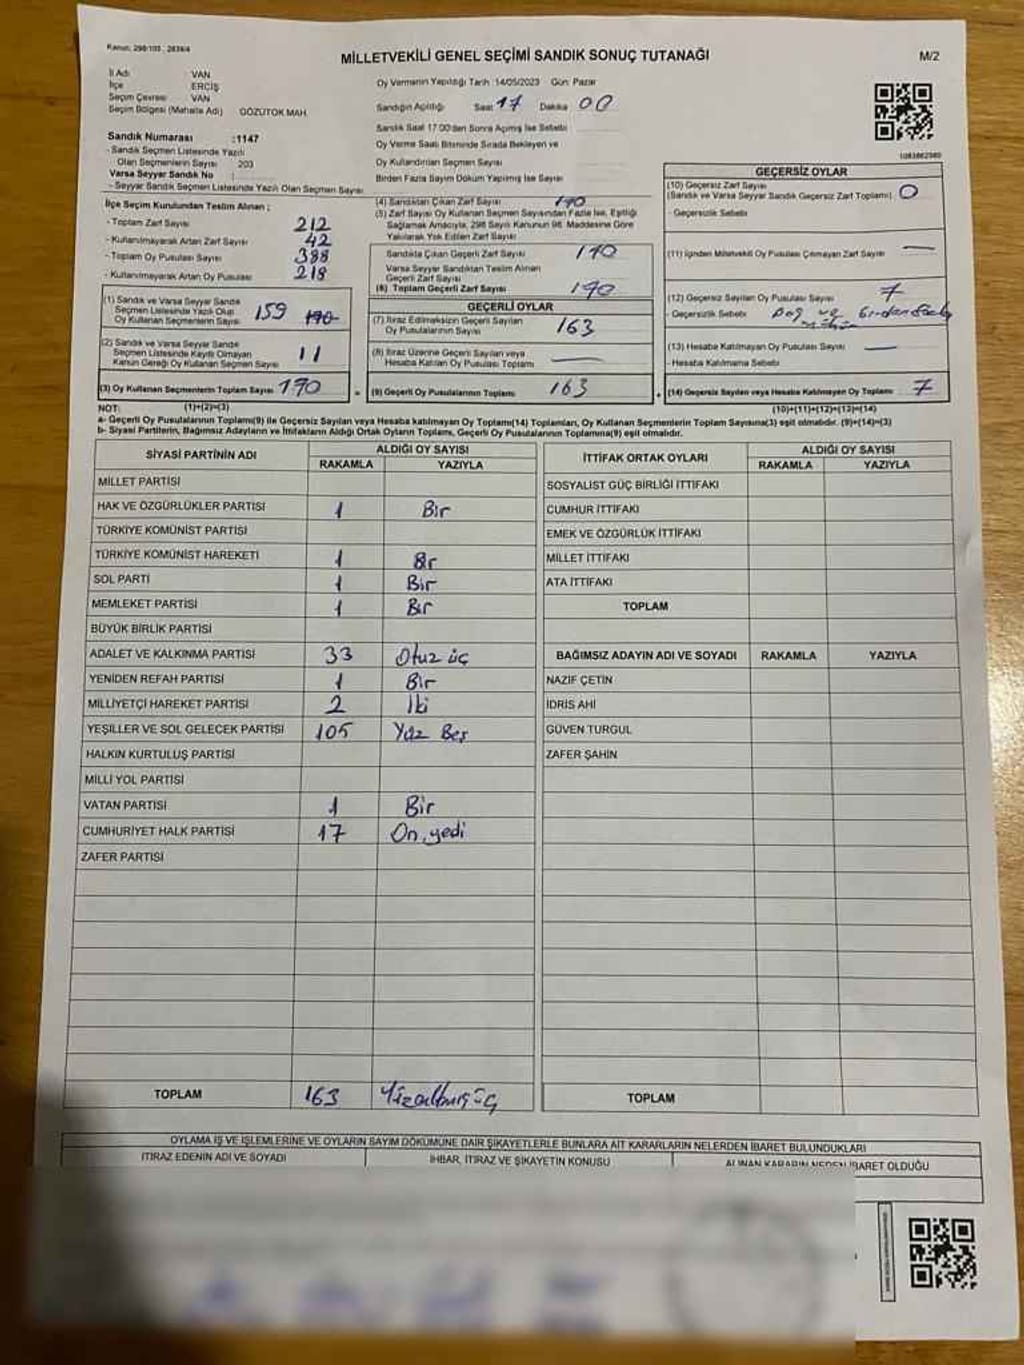 Kanun: 298/103 , 2839/4
MİLLETVEKİLİ GENEL SEÇİMİ SANDIK SONUÇ TUTANAĞI
M/2
İl Adı : VAN
İlçe : ERCİŞ
Seçim Çevresi : VAN
Seçim Bölgesi (Mahalle Adı) : GÖZÜTOK MAH.
Oy Vermenin Yapıldığı Tarih :14/05/2023 Gün: Pazar
Sandığın Açıldığı Saat 17 Dakika 00
Sandık Saat 17.00'den Sonra Açılmış İse Sebebi
Oy Verme Saati Bitiminde Sırada Bekleyen ve
Oy Kullandırılan Seçmen Sayısı
Birden Fazla Sayım Döküm Yapılmış İse Sayısı
Sandık Numarası :1147
- Sandık Seçmen Listesinde Yazılı
Olan Seçmenlerin Sayısı 203
Varsa Seyyar Sandık No :
- Seyyar Sandık Seçmen Listesinde Yazılı Olan Seçmen Sayısı
İlçe Seçim Kurulundan Teslim Alınan ;
- Toplam Zarf Sayısı 212
- Kullanılmayarak Artan Zarf Sayısı 42
- Toplam Oy Pusulası Sayısı 388
- Kullanılmayarak Artan Oy Pusulası 218
(1) Sandık ve Varsa Seyyar Sandık
Seçmen Listesinde Yazılı Olup
Oy Kullanan Seçmenlerin Sayısı 159 190
(2) Sandık ve Varsa Seyyar Sandık
Seçmen Listesinde Kayıtlı Olmayan
Kanun Gereği Oy Kullanan Seçmen Sayısı 11
(3) Oy Kullanan Seçmenlerin Toplam Sayısı 170
(1)+(2)=(3)
(4) Sandıktan Çıkan Zarf Sayısı 170
(5) Zarf Sayısı Oy Kullanan Seçmen Sayısından Fazla İse, Eşitliği
Sağlamak Amacıyla, 298 Sayılı Kanunun 98. Maddesine Göre
Yakılarak Yok Edilen Zarf Sayısı
Sandıkta Çıkan Geçerli Zarf Sayısı 170
Varsa Seyyar Sandıktan Teslim Alınan
Geçerli Zarf Sayısı
(6) Toplam Geçerli Zarf Sayısı 170
GEÇERLİ OYLAR
(7) İtiraz Edilmeksizin Geçerli Sayılan
Oy Pusulalarının Sayısı 163
(8) İtiraz Üzerine Geçerli Sayılan veya
Hesaba Katılan Oy Pusulası Toplamı —
(9) Geçerli Oy Pusulalarının Toplamı 163
1083862980
GEÇERSİZ OYLAR
(10) Geçersiz Zarf Sayısı
(Sandık ve Varsa Seyyar Sandık Geçersiz Zarf Toplamı) 0
- Geçersizlik Sebebi
(11) İçinden Milletvekili Oy Pusulası Çıkmayan Zarf Sayısı —
(12) Geçersiz Sayılan Oy Pusulası Sayısı 7
- Geçersizlik Sebebi
(13) Hesaba Katılmayan Oy Pusulası Sayısı —
Hesaba Katılmama Sebebi
(14) Geçersiz Sayılan veya Hesaba Katılmayan Oy Toplamı 7
(10)+(11)+(12)+(13)=(14)
NOT:
a- Geçerli Oy Pusulalarının Toplamı(9) ile Geçersiz Sayılan veya Hesaba katılmayan Oy Toplamı(14) Toplamları, Oy Kullanan Seçmenlerin Toplam Sayısına(3) eşit olmalıdır. (9)+(14)=(3)
b- Siyasi Partilerin, Bağımsız Adayların ve İttifakların Aldığı Ortak Oyların Toplamı, Geçerli Oy Pusulalarının Toplamına(9) eşit olmalıdır.
SİYASİ PARTİNİN ADI ALDIĞI OY SAYISI
RAKAMLA YAZIYLA
MİLLET PARTİSİ
HAK VE ÖZGÜRLÜKLER PARTİSİ 1 Bir
TÜRKİYE KOMÜNİST PARTİSİ
TÜRKİYE KOMÜNİST HAREKETİ 1 Bir
SOL PARTİ 1 Bir
MEMLEKET PARTİSİ 1 Bir
BÜYÜK BİRLİK PARTİSİ
ADALET VE KALKINMA PARTİSİ 33 Otuz üç
YENİDEN REFAH PARTİSİ 1 Bir
MİLLİYETÇİ HAREKET PARTİSİ 2 İki
YEŞİLLER VE SOL GELECEK PARTİSİ 105 Yüz Beş
HALKIN KURTULUŞ PARTİSİ
MİLLİ YOL PARTİSİ
VATAN PARTİSİ 1 Bir
CUMHURİYET HALK PARTİSİ 17 On yedi
ZAFER PARTİSİ
TOPLAM 163
İTTİFAK ORTAK OYLARI ALDIĞI OY SAYISI
RAKAMLA YAZIYLA
SOSYALİST GÜÇ BİRLİĞİ İTTİFAKI
CUMHUR İTTİFAKI
EMEK VE ÖZGÜRLÜK İTTİFAKI
MİLLET İTTİFAKI
ATA İTTİFAKI
TOPLAM
BAĞIMSIZ ADAYIN ADI VE SOYADI RAKAMLA YAZIYLA
NAZİF ÇETİN
İDRİS AHİ
GÜVEN TURGUL
ZAFER ŞAHİN
TOPLAM
OYLAMA İŞ VE İŞLEMLERİNE VE OYLARIN SAYIM DÖKÜMÜNE DAİR ŞİKAYETLERLE BUNLARA AİT KARARLARIN NELERDEN İBARET BULUNDUKLARI
İTİRAZ EDENİN ADI VE SOYADI İHBAR, İTİRAZ VE ŞİKAYETİN KONUSU ALINAN KARARIN NEDEN İBARET OLDUĞU